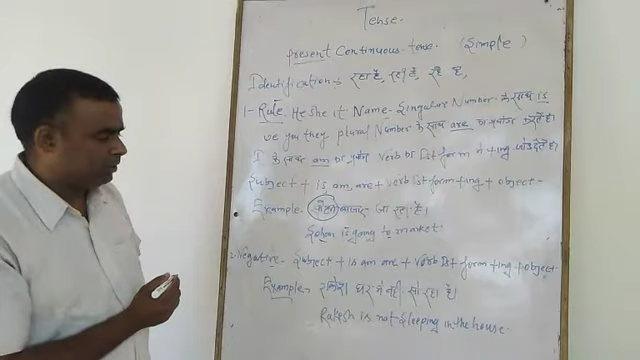 Tense-
present Continuous tense. (Simple)
Identification:- रहा है, रही है, रहे है,
1- Rule. He she it Name- Singular Number के साथ is
we you they plural Number के साथ are का प्रयोग करते है।
I के साथ am का प्रयोग verb का Ist form में +ing जोड़ देते है।
Subject + is am are + verb Ist form +ing + object-
Example- सोहन बाजार जा रहा है।
Sohan is going to market.
2- Negative- Subject + is am are + verb Ist form +ing + object-
Example- राकेश घर में नहीं सो रहा है।
Rakesh is not sleeping in the house.